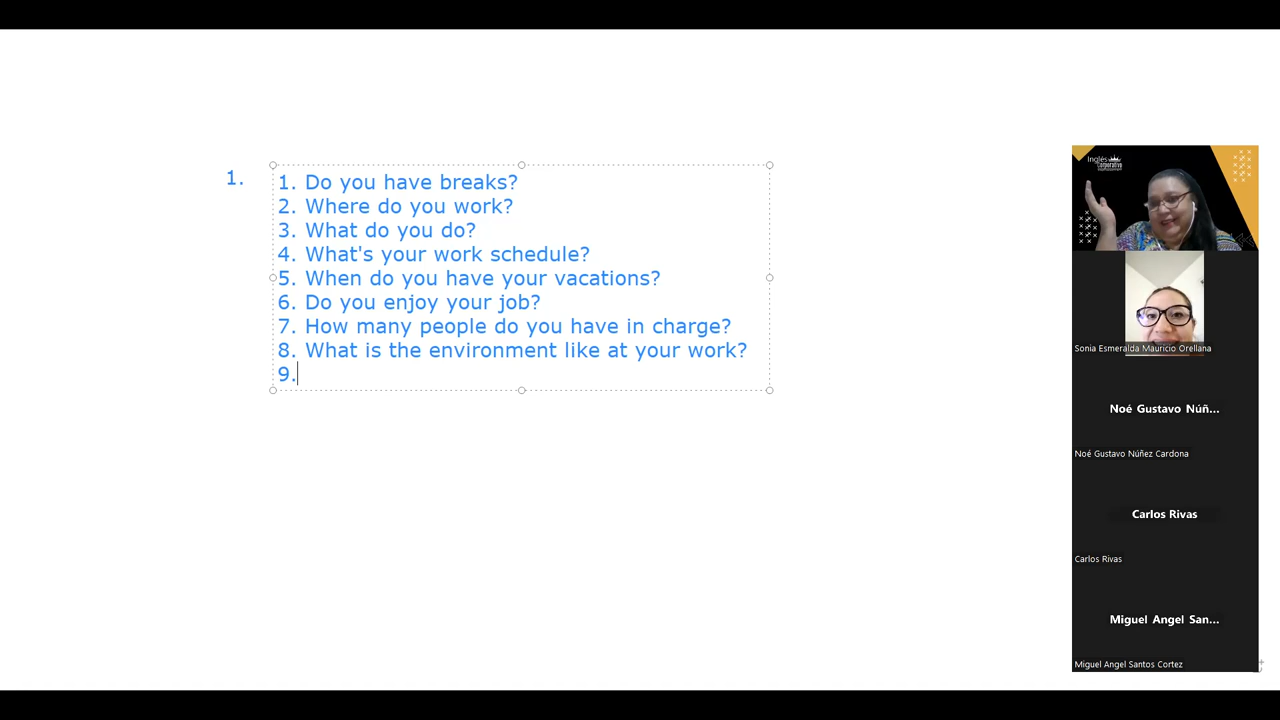 1.
1. Do you have breaks?
2. Where do you work?
3. What do you do?
4. What's your work schedule?
5. When do you have your vacations?
6. Do you enjoy your job?
7. How many people do you have in charge?
8. What is the environment like at your work?
9.
Inglés
corporativo
Sonia Esmeralda Mauricio Orellana
Noé Gustavo Núñ...
Noé Gustavo Núñez Cardona
Carlos Rivas
Carlos Rivas
Miguel Angel San...
Miguel Angel Santos Cortez